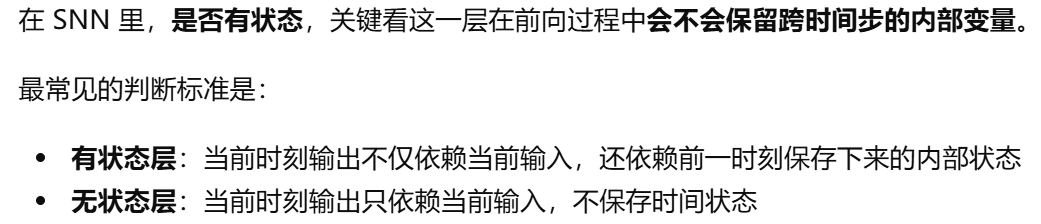 在 SNN 里，是否有状态，关键看这一层在前向过程中会不会保留跨时间步的内部变量。
最常见的判断标准是：
• 有状态层：当前时刻输出不仅依赖当前输入，还依赖前一时刻保存下来的内部状态
• 无状态层：当前时刻输出只依赖当前输入，不保存时间状态